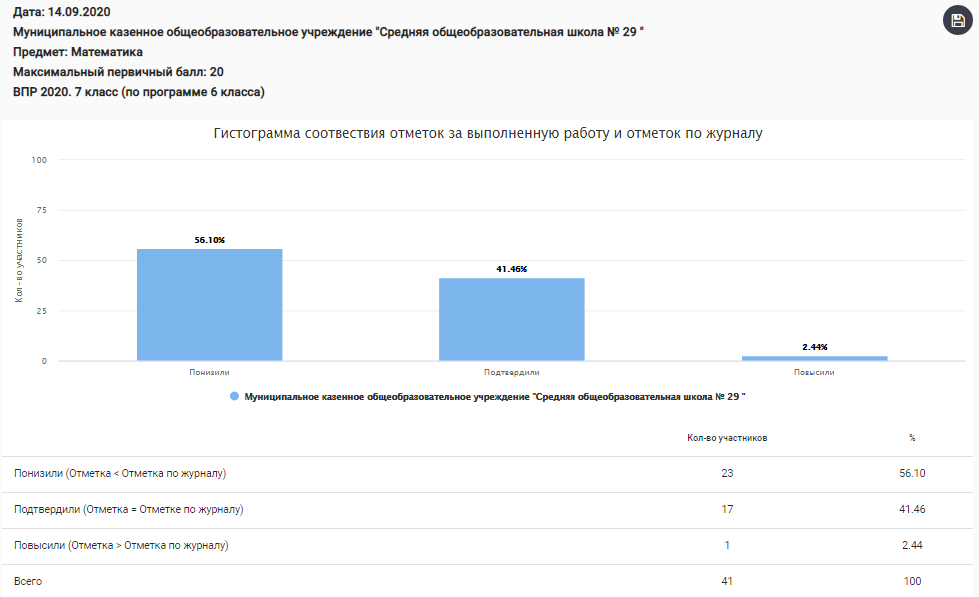 Дата: 14.09.2020
Муниципальное казенное общеобразовательное учреждение "Средняя общеобразовательная школа № 29 "
Предмет: Математика
Максимальный первичный балл: 20
ВПР 2020. 7 класс (по программе 6 класса)
Гистограмма соотвествия отметок за выполненную работу и отметок по журналу
Кол-во участников
100
75
50
25
0
56.10%
41.46%
2.44%
Понизили
Подтвердили
Повысили
Муниципальное казенное общеобразовательное учреждение "Средняя общеобразовательная школа № 29 "
Кол-во участников %
Понизили (Отметка < Отметка по журналу) 23 56.10
Подтвердили (Отметка = Отметке по журналу) 17 41.46
Повысили (Отметка > Отметка по журналу) 1 2.44
Всего 41 100